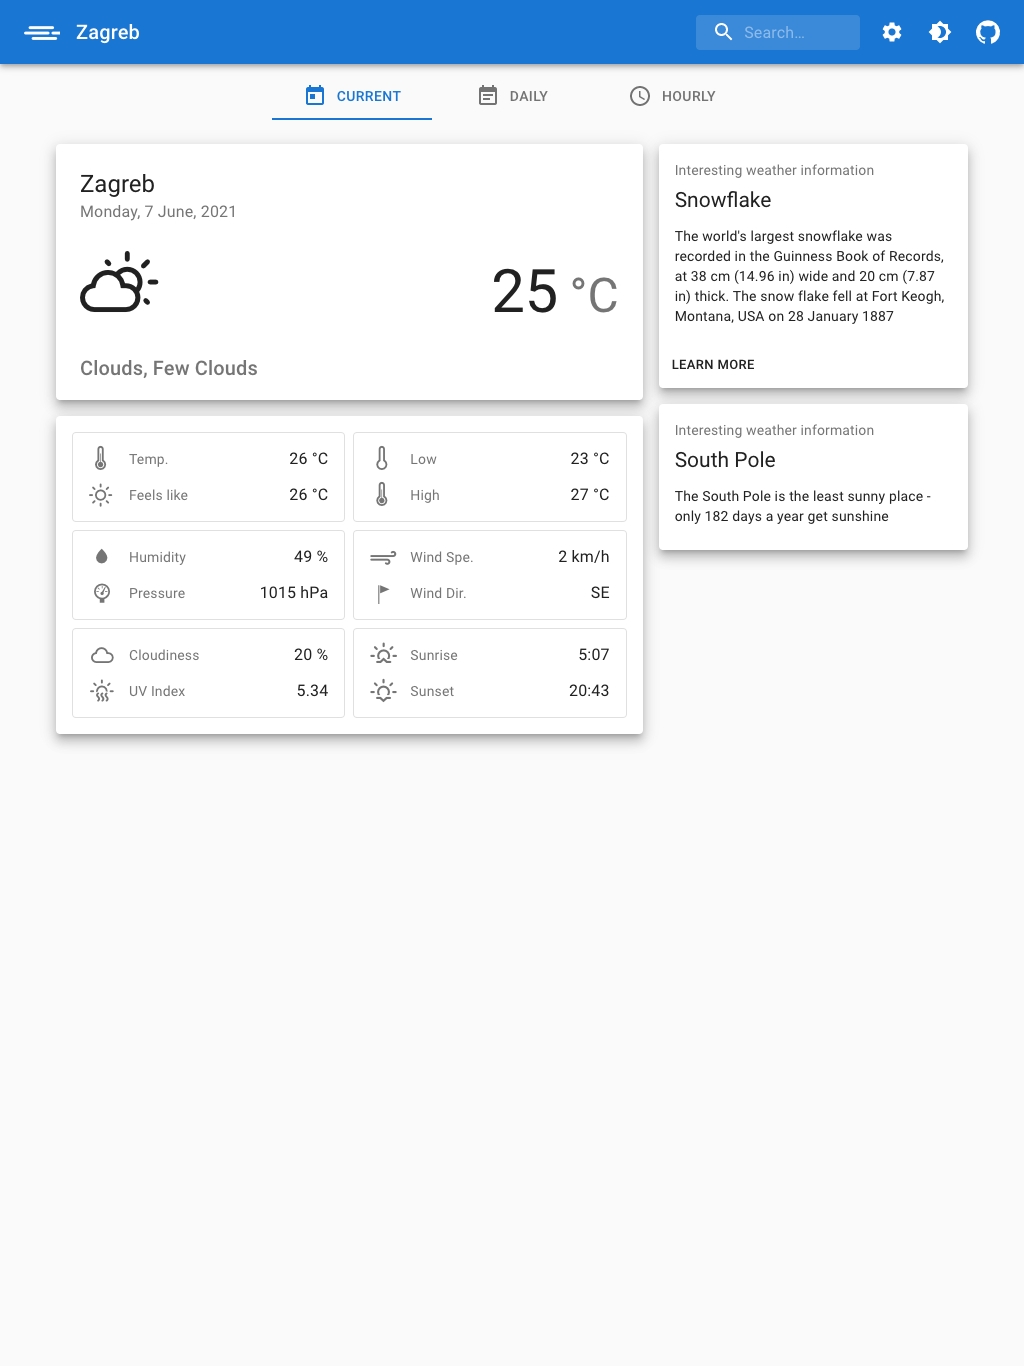 Zagreb
Search...
CURRENT
DAILY
HOURLY
Zagreb
Monday, 7 June, 2021
25 °C
Clouds, Few Clouds
Temp. 26 °C
Feels like 26 °C
Low 23 °C
High 27 °C
Humidity 49 %
Pressure 1015 hPa
Wind Spe. 2 km/h
Wind Dir. SE
Cloudiness 20 %
UV Index 5.34
Sunrise 5:07
Sunset 20:43
Interesting weather information
Snowflake
The world's largest snowflake was
recorded in the Guinness Book of Records,
at 38 cm (14.96 in) wide and 20 cm (7.87
in) thick. The snow flake fell at Fort Keogh,
Montana, USA on 28 January 1887
LEARN MORE
Interesting weather information
South Pole
The South Pole is the least sunny place -
only 182 days a year get sunshine